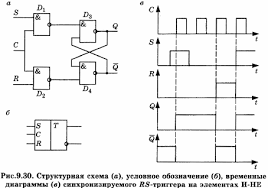 а
в
D₁
D₃
S
&
&
Q
C
R
&
&
Q̅
D₂
D₄
C
t
S
t
R
t
Q
t
Q̅
t
б
S
T
C
R
Рис.9.30. Структурная схема (а), условное обозначение (б), временные
диаграммы (в) синхронизируемого RS-триггера на элементах И-НЕ